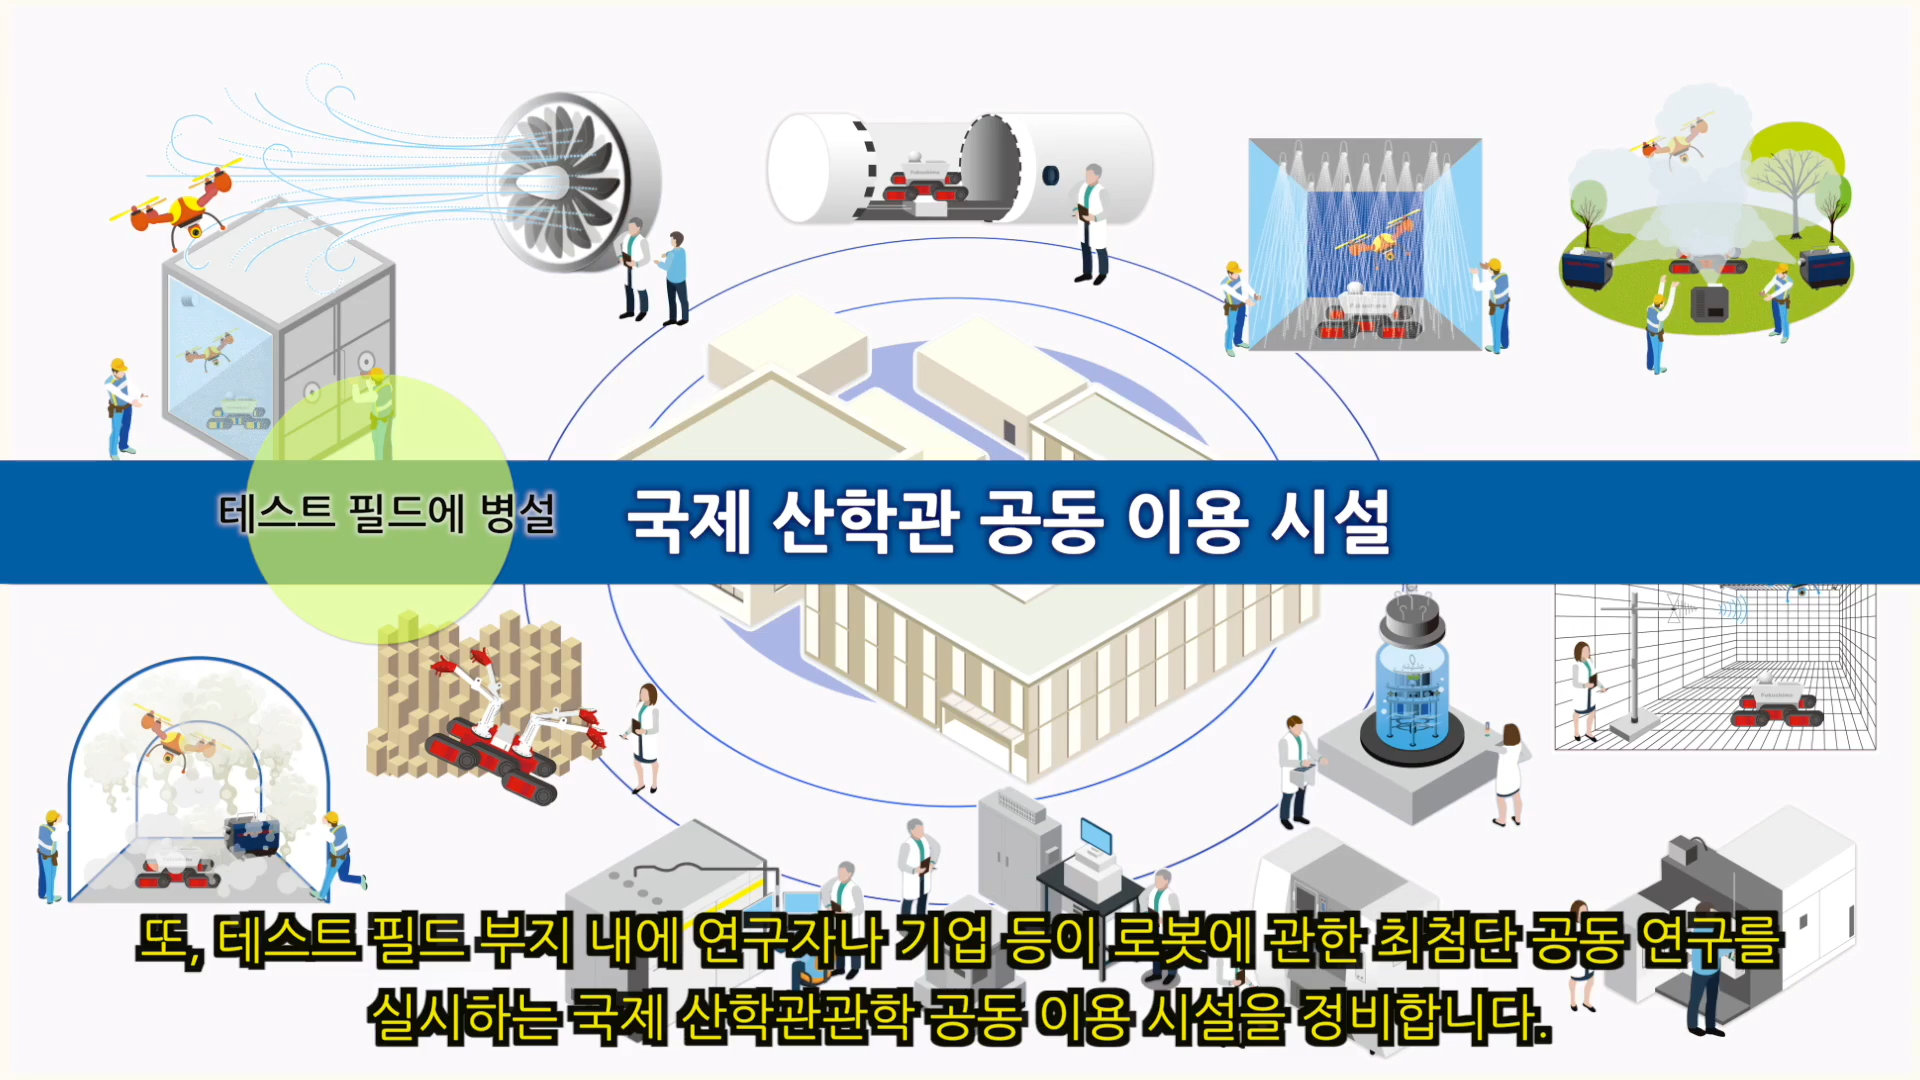 테스트 필드에 병설
국제 산학관 공동 이용 시설
Fukushima
또, 테스트 필드 부지 내에 연구자나 기업 등이 로봇에 관한 최첨단 공동 연구를
실시하는 국제 산학관관학 공동 이용 시설을 정비합니다.